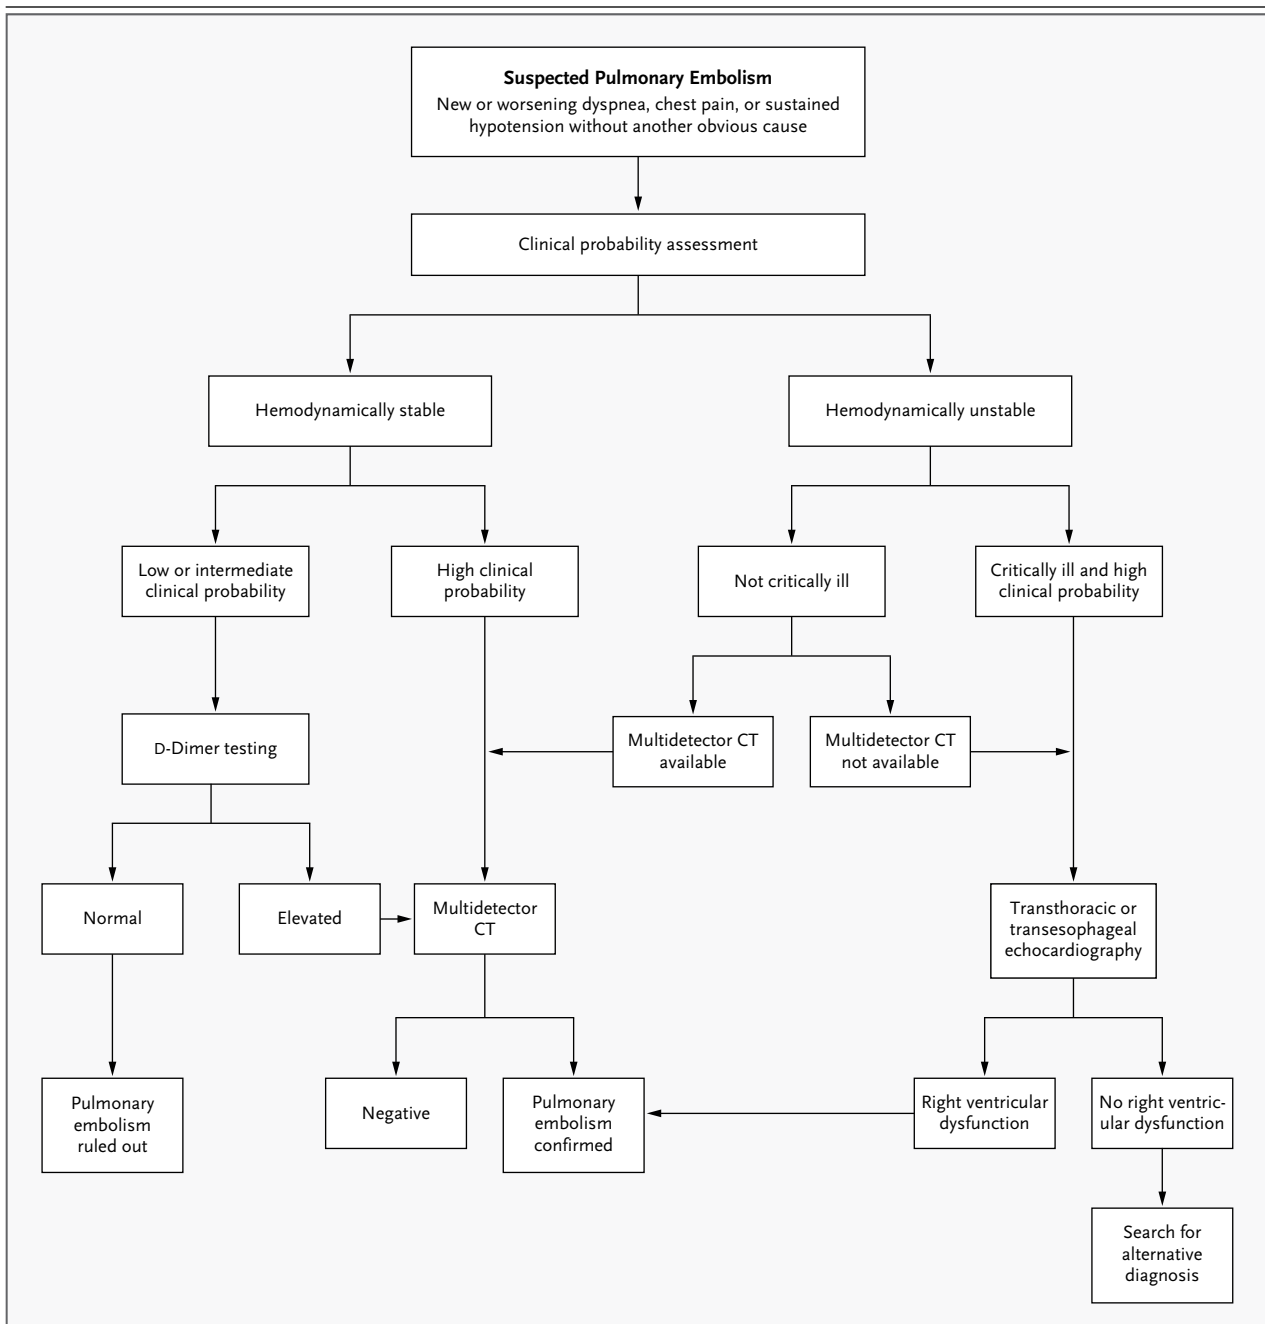 Suspected Pulmonary Embolism
New or worsening dyspnea, chest pain, or sustained
hypotension without another obvious cause
Clinical probability assessment
Hemodynamically stable
Hemodynamically unstable
Low or intermediate
clinical probability
High clinical
probability
Not critically ill
Critically ill and high
clinical probability
D-Dimer testing
Multidetector CT
available
Multidetector CT
not available
Normal
Elevated
Multidetector
CT
Transthoracic or
transesophageal
echocardiography
Pulmonary
embolism
ruled out
Negative
Pulmonary
embolism
confirmed
Right ventricular
dysfunction
No right ventric-
ular dysfunction
Search for
alternative
diagnosis